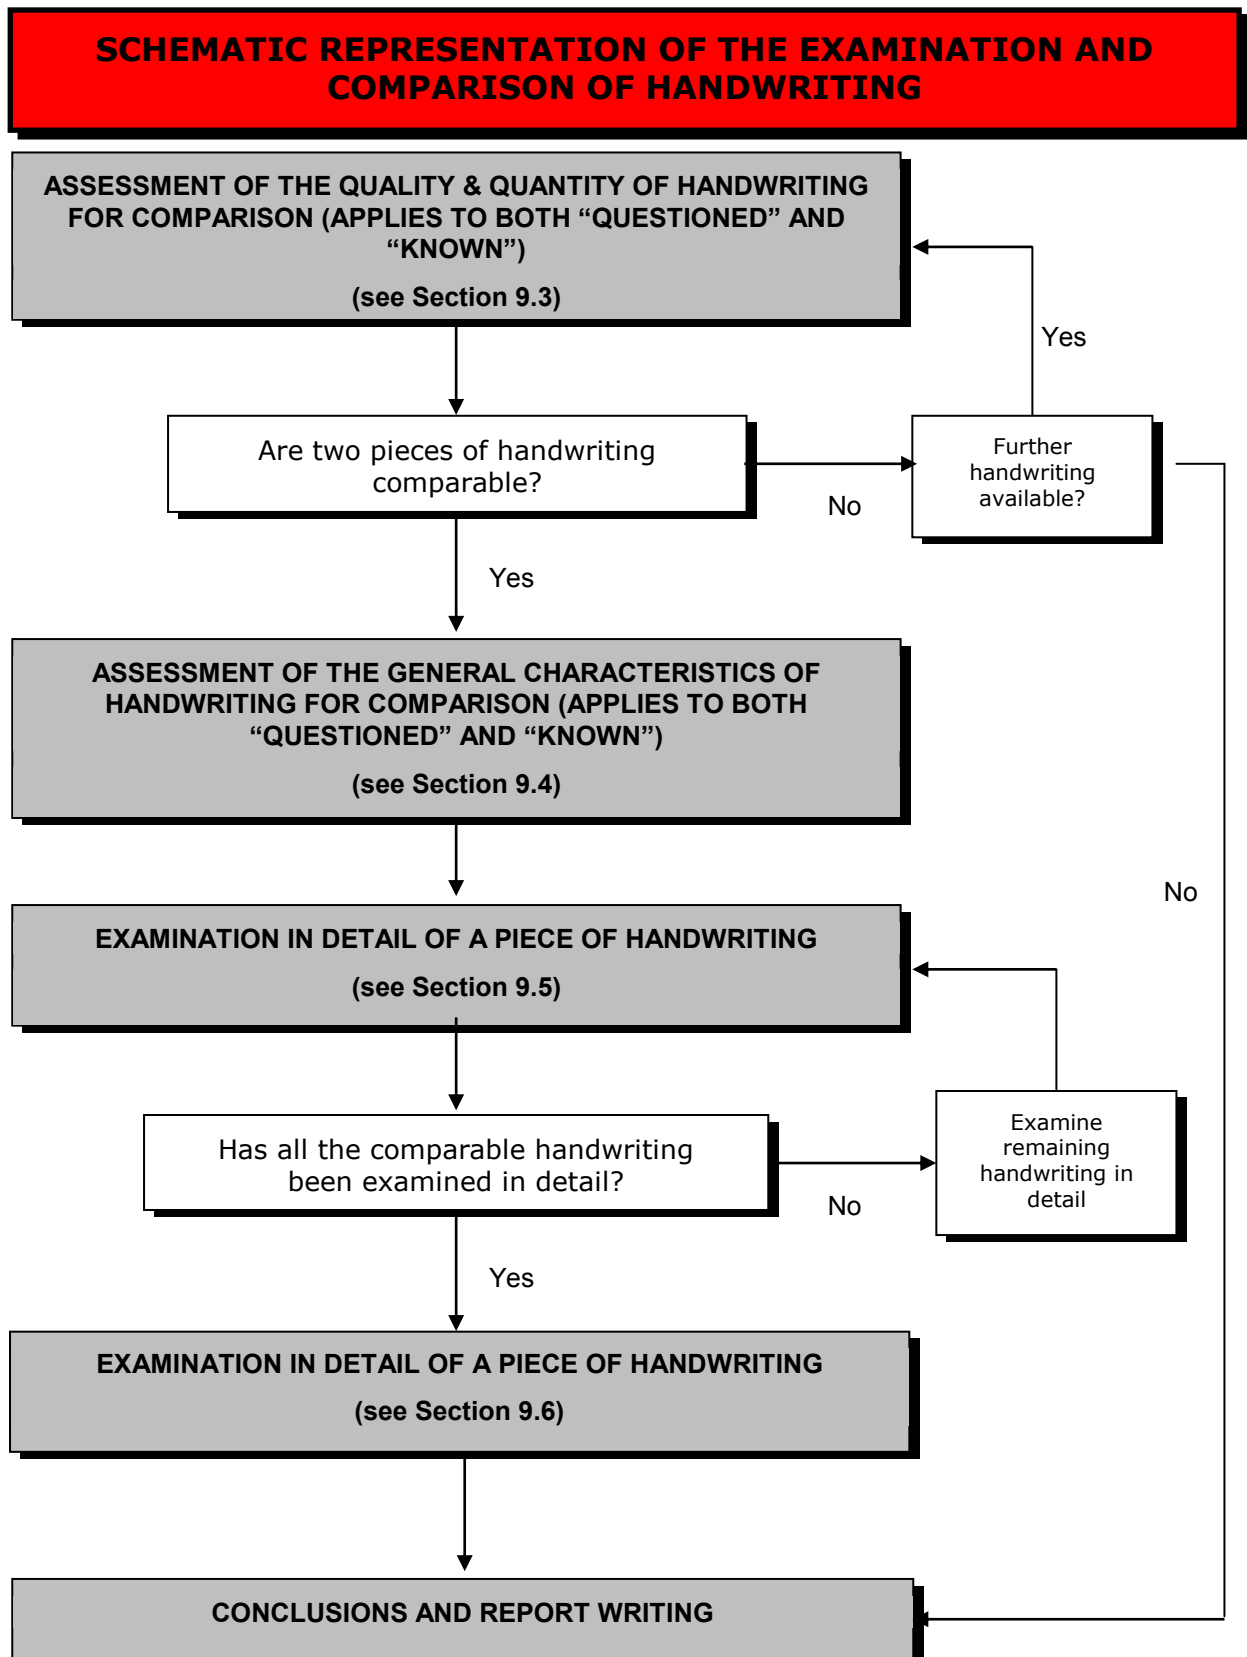 SCHEMATIC REPRESENTATION OF THE EXAMINATION AND
COMPARISON OF HANDWRITING
ASSESSMENT OF THE QUALITY & QUANTITY OF HANDWRITING
FOR COMPARISON (APPLIES TO BOTH “QUESTIONED” AND
“KNOWN”)
(see Section 9.3)
Yes
Are two pieces of handwriting
comparable?
No
Further
handwriting
available?
Yes
ASSESSMENT OF THE GENERAL CHARACTERISTICS OF
HANDWRITING FOR COMPARISON (APPLIES TO BOTH
“QUESTIONED” AND “KNOWN”)
(see Section 9.4)
No
EXAMINATION IN DETAIL OF A PIECE OF HANDWRITING
(see Section 9.5)
Has all the comparable handwriting
been examined in detail?
No
Examine
remaining
handwriting in
detail
Yes
EXAMINATION IN DETAIL OF A PIECE OF HANDWRITING
(see Section 9.6)
CONCLUSIONS AND REPORT WRITING